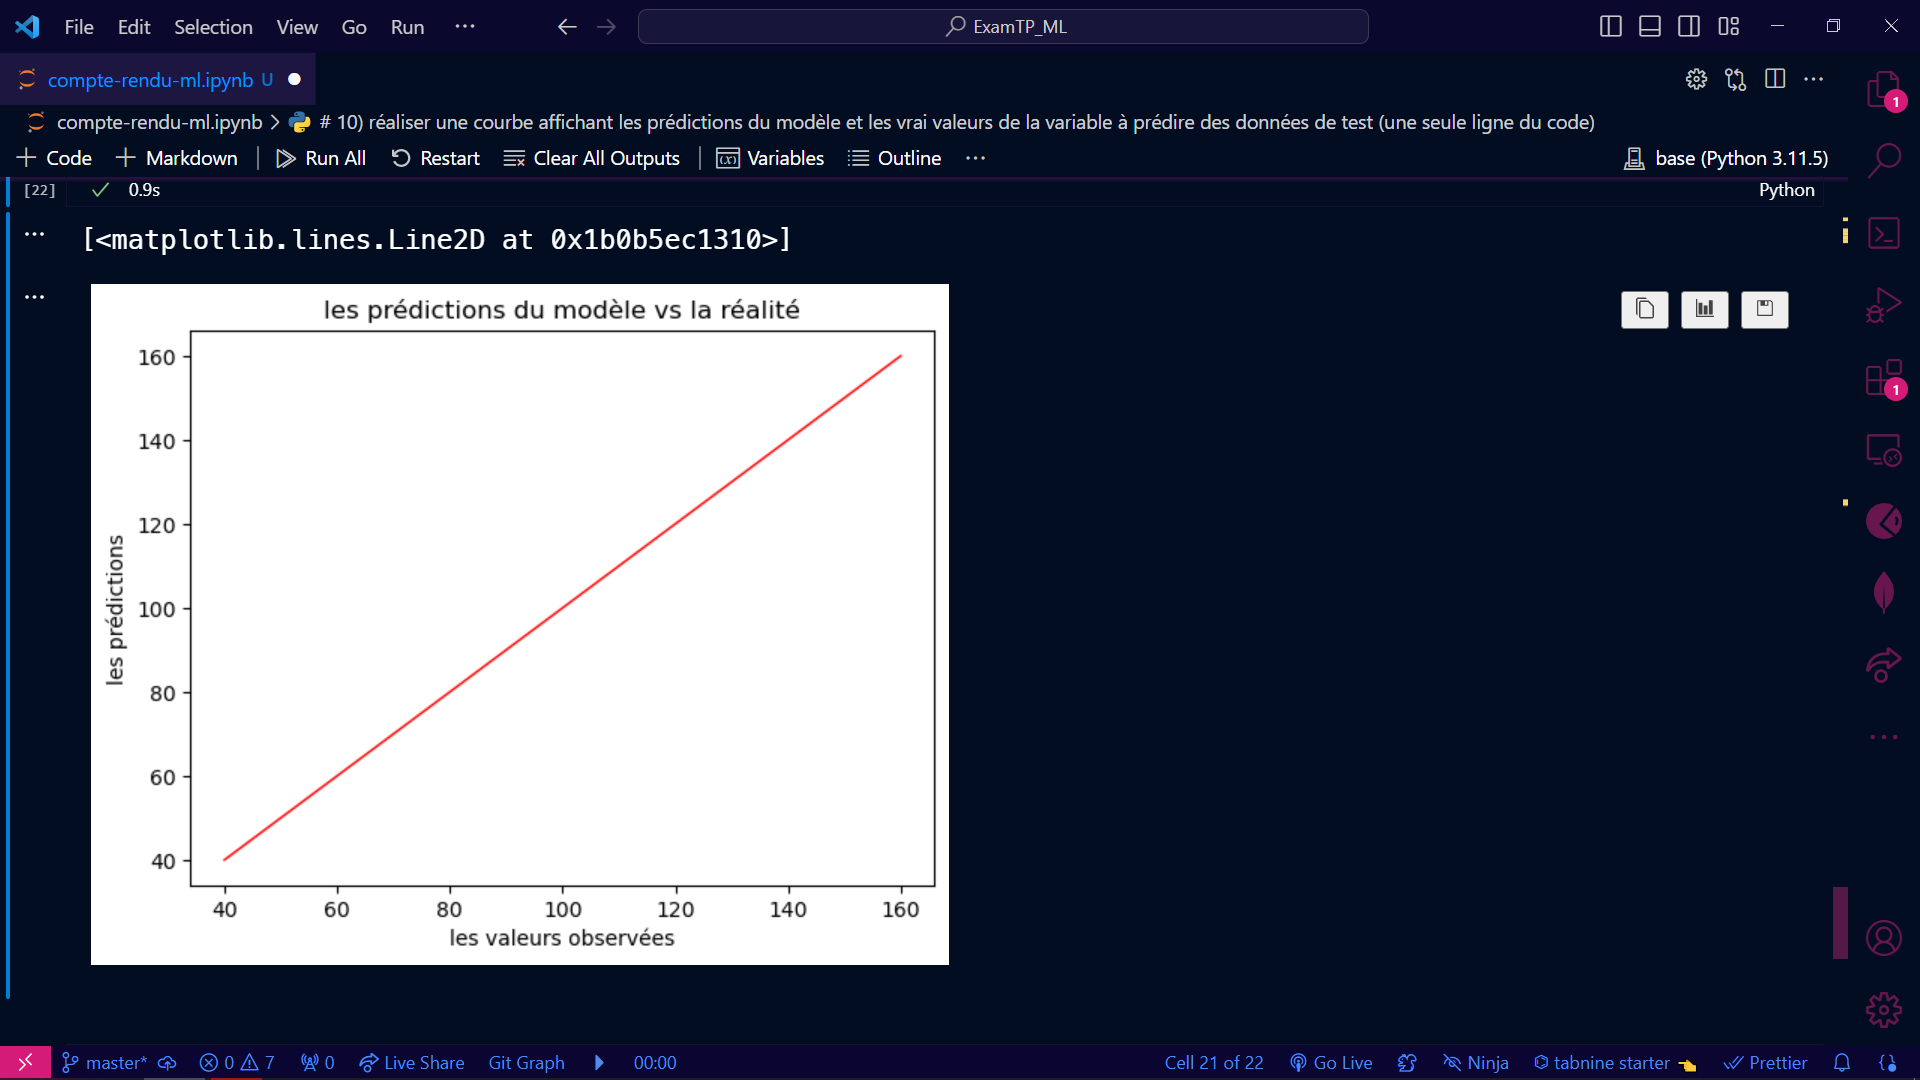 File Edit Selection View Go Run ··· ExamTP_ML
compte-rendu-ml.ipynb U
compte-rendu-ml.ipynb > # 10) réaliser une courbe affichant les prédictions du modèle et les vrai valeurs de la variable à prédire des données de test (une seule ligne du code)
+ Code + Markdown Run All Restart Clear All Outputs Variables Outline ··· base (Python 3.11.5)
[22] 0.9s Python
[<matplotlib.lines.Line2D at 0x1b0b5ec1310>]
les prédictions du modèle vs la réalité
160
140
120
100
80
60
40
les prédictions
40 60 80 100 120 140 160
les valeurs observées
1
1
master* 0 7 0 Live Share Git Graph 00:00 Cell 21 of 22 Go Live Ninja tabnine starter Prettier